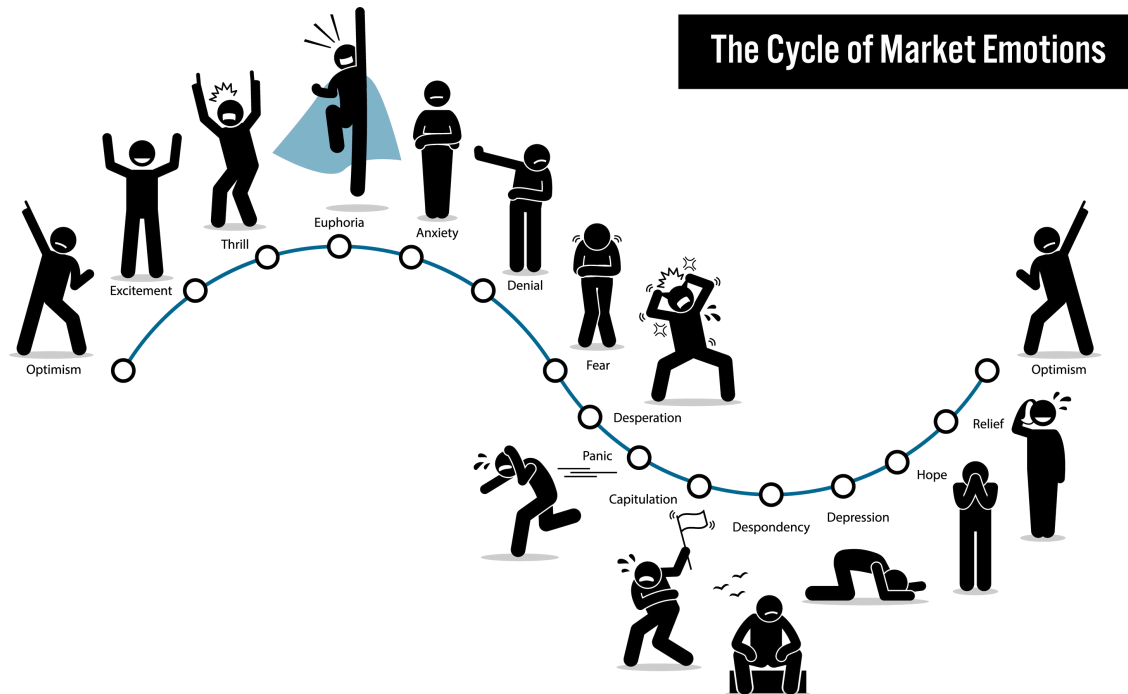 The Cycle of Market Emotions
Optimism
Excitement
Thrill
Euphoria
Anxiety
Denial
Fear
Desperation
Panic
Capitulation
Despondency
Depression
Hope
Relief
Optimism